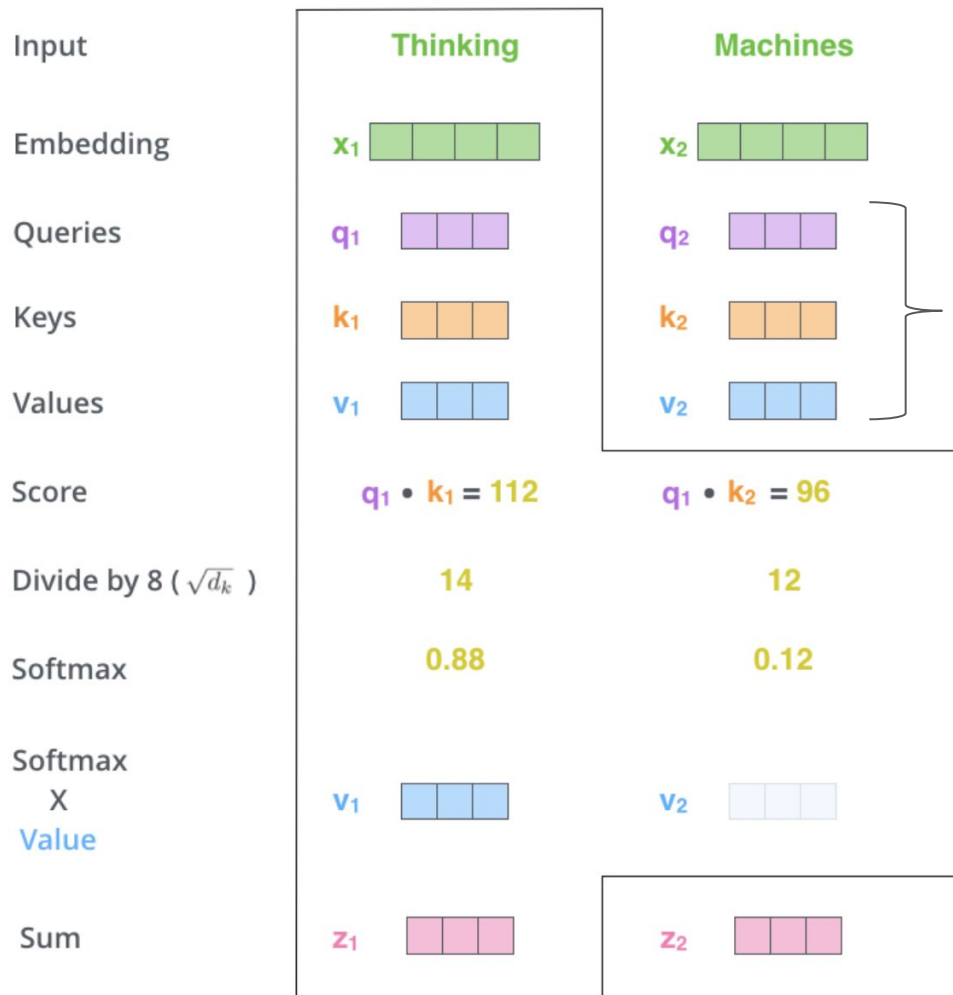 Input Thinking Machines
Embedding x₁ x₂
Queries q₁ q₂
Keys k₁ k₂
Values v₁ v₂
Score q₁ • k₁ = 112 q₁ • k₂ = 96
Divide by 8 ( √dₖ ) 14 12
Softmax 0.88 0.12
Softmax
X v₁ v₂
Value
Sum z₁ z₂